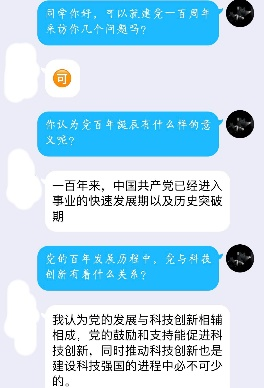 同学你好，可以就建党一百周年
采访你几个问题吗？
可
你认为党百年诞辰有什么样的意
义呢？
一百年来，中国共产党已经进入
事业的快速发展期以及历史突破
期
党的百年发展历程中，党与科技
创新有着什么关系？
我认为党的发展与科技创新相辅
相成，党的鼓励和支持能促进科
技创新，同时推动科技创新也是
建设科技强国的进程中必不可少
的。